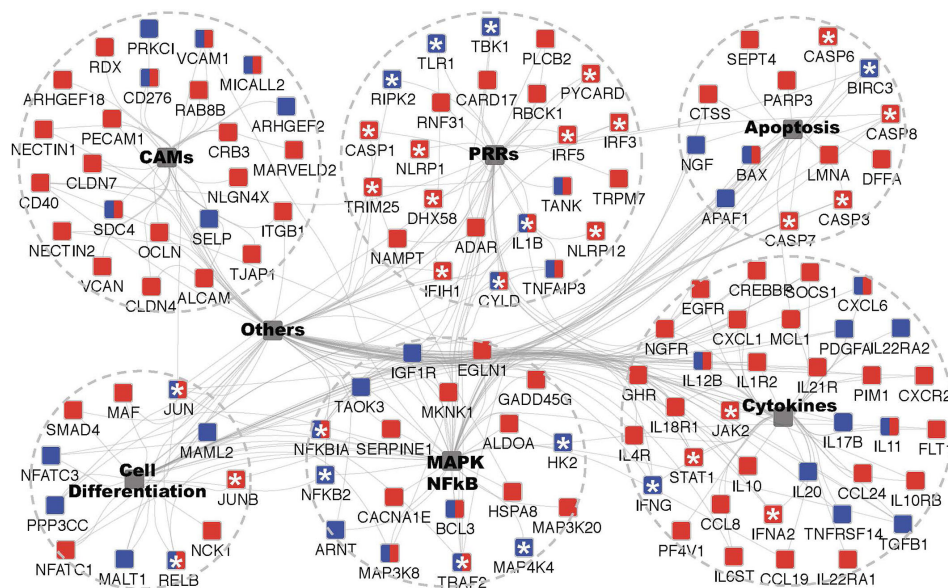 PRKCI
VCAM1
RDX
MICALL2
CD276
ARHGEF18
RAB8B
ARHGEF2
NECTIN1
PECAM1
CAMs
CRB3
MARVELD2
CLDN7
NLGN4X
CD40
SDC4
SELP
ITGB1
NECTIN2
OCLN
TJAP1
VCAN
CLDN4
ALCAM
TLR1
TBK1
PLCB2
RIPK2
CARD17
PYCARD
RNF31
RBCK1
CASP1
NLRP1
PRRs
IRF5
IRF3
TRIM25
DHX58
TANK
TRPM7
NAMPT
ADAR
IL1B
NLRP12
IFIH1
CYLD
TNFAIP3
SEPT4
CASP6
BIRC3
CTSS
PARP3
Apoptosis
CASP8
NGF
BAX
LMNA
DFFA
APAF1
CASP3
CASP7
Others
EGFR
CREBBP
SOCS1
CXCL6
NGFR
CXCL1
MCL1
PDGFA
IL22RA2
GHR
IL12B
IL1R2
IL21R
PIM1
CXCR2
Cytokines
IL18R1
JAK2
IL17B
IL11
FLT1
IL4R
STAT1
IL10
IL20
CCL24
IL10RB
IFNG
CCL8
IFNA2
TNFRSF14
TGFB1
PF4V1
IL6ST
CCL19
IL22RA1
IGF1R
EGLN1
TAOK3
MKNK1
GADD45G
NFKBIA
SERPINE1
ALDOA
HK2
MAPK
NFkB
NFKB2
CACNA1E
HSPA8
MAP3K20
ARNT
BCL3
MAP3K8
TRAF2
MAP4K4
MAF
JUN
SMAD4
MAML2
NFATC3
Cell
Differentiation
JUNB
PPP3CC
NCK1
NFATC1
MALT1
RELB